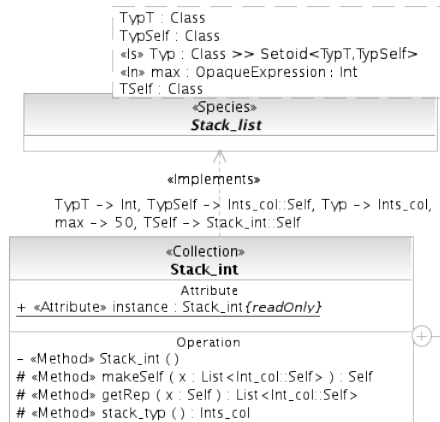 TypT : Class
TypSelf : Class
«Is» Typ : Class >> Setoid<TypT,TypSelf>
«In» max : OpaqueExpression : Int
TSelf : Class
«Species»
Stack_list
«Implements»
TypT -> Int, TypSelf -> Ints_col::Self, Typ -> Ints_col,
max -> 50, TSelf -> Stack_int::Self
«Collection»
Stack_int
Attribute
+ «Attribute» instance : Stack_int{readOnly}
Operation
- «Method» Stack_int ( )
# «Method» makeSelf ( x : List<Int_col::Self> ) : Self
# «Method» getRep ( x : Self ) : List<Int_col::Self>
# «Method» stack_typ ( ) : Ints_col